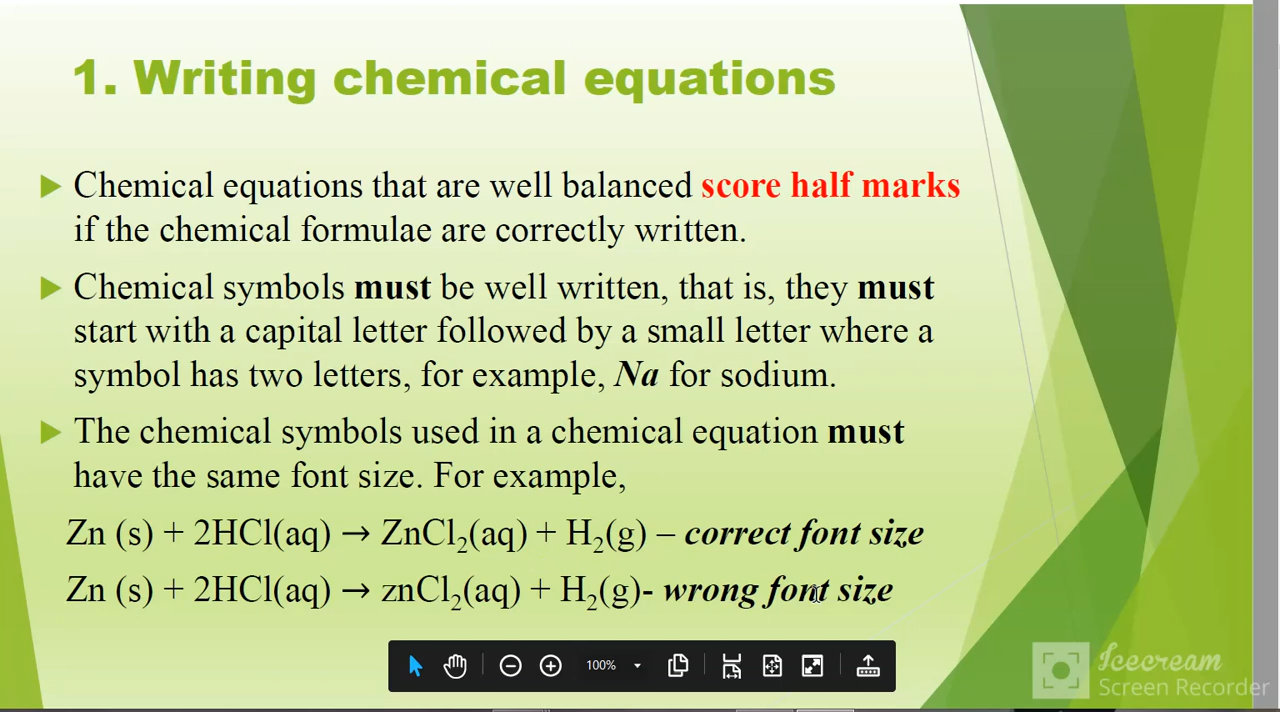 1. Writing chemical equations
Chemical equations that are well balanced score half marks
if the chemical formulae are correctly written.
Chemical symbols must be well written, that is, they must
start with a capital letter followed by a small letter where a
symbol has two letters, for example, Na for sodium.
The chemical symbols used in a chemical equation must
have the same font size. For example,
Zn (s) + 2HCl(aq) → ZnCl₂(aq) + H₂(g) – correct font size
Zn (s) + 2HCl(aq) → znCl₂(aq) + H₂(g)- wrong font size
100%
Icecream
Screen Recorder